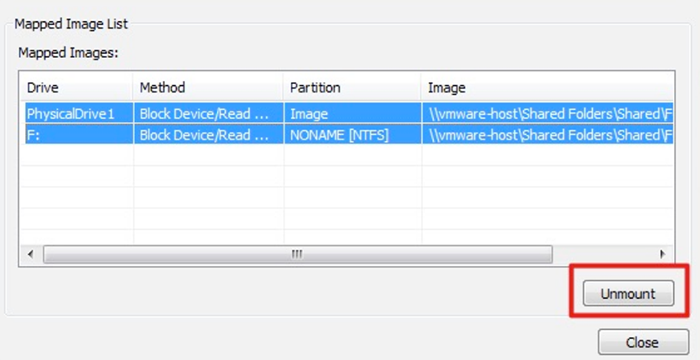 Mapped Image List
Mapped Images:
Drive Method Partition Image
PhysicalDrive1 Block Device/Read ... Image \\vmware-host\Shared Folders\Shared\F
F: Block Device/Read ... NONAME [NTFS] \\vmware-host\Shared Folders\Shared\F
Unmount
Close